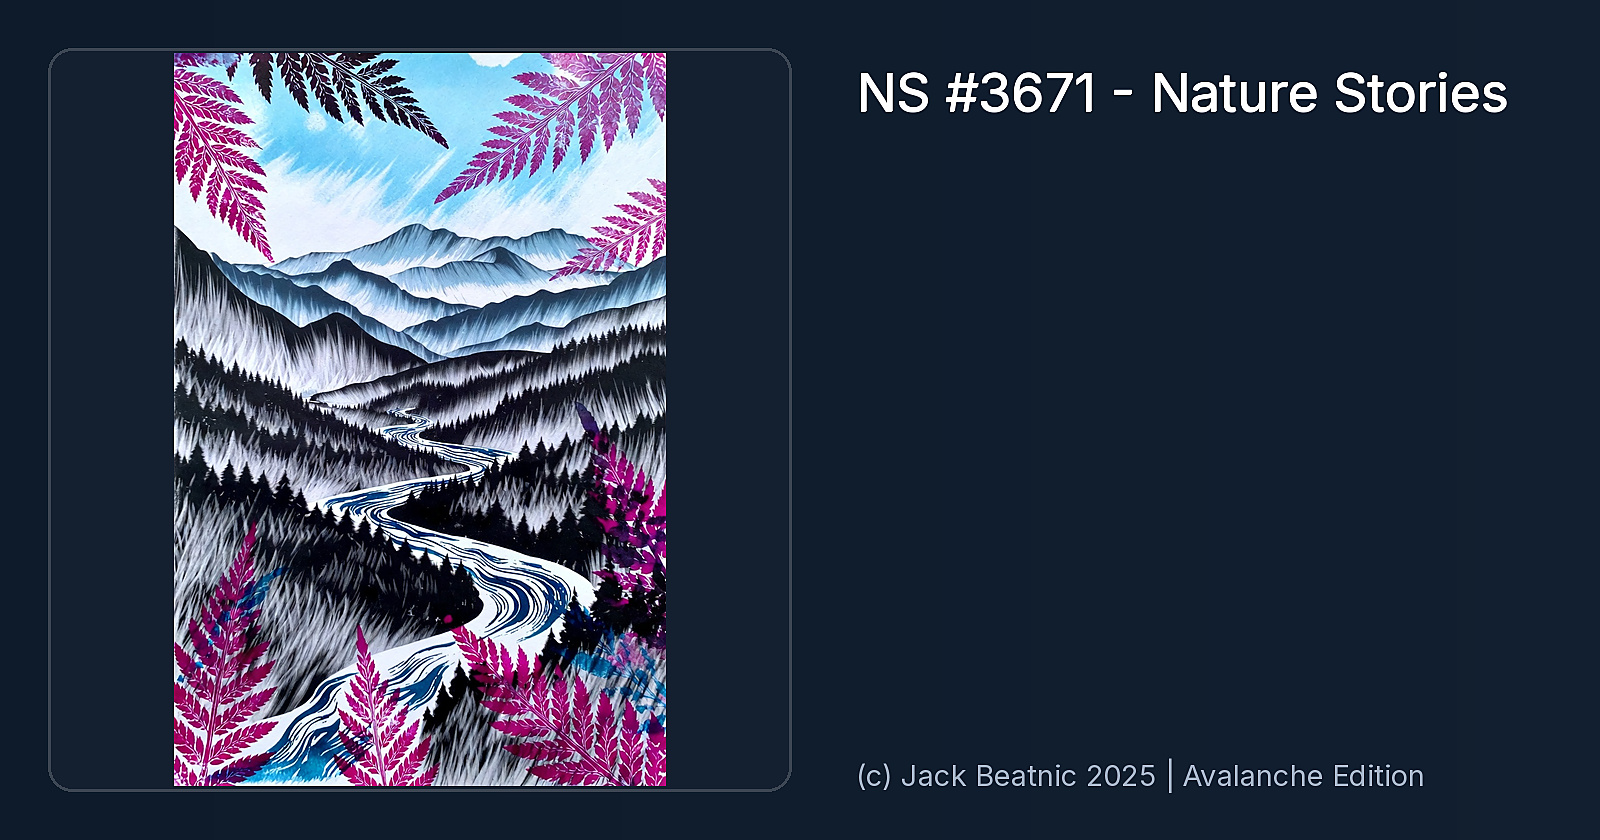 NS #3671 - Nature Stories
(c) Jack Beatnic 2025 | Avalanche Edition